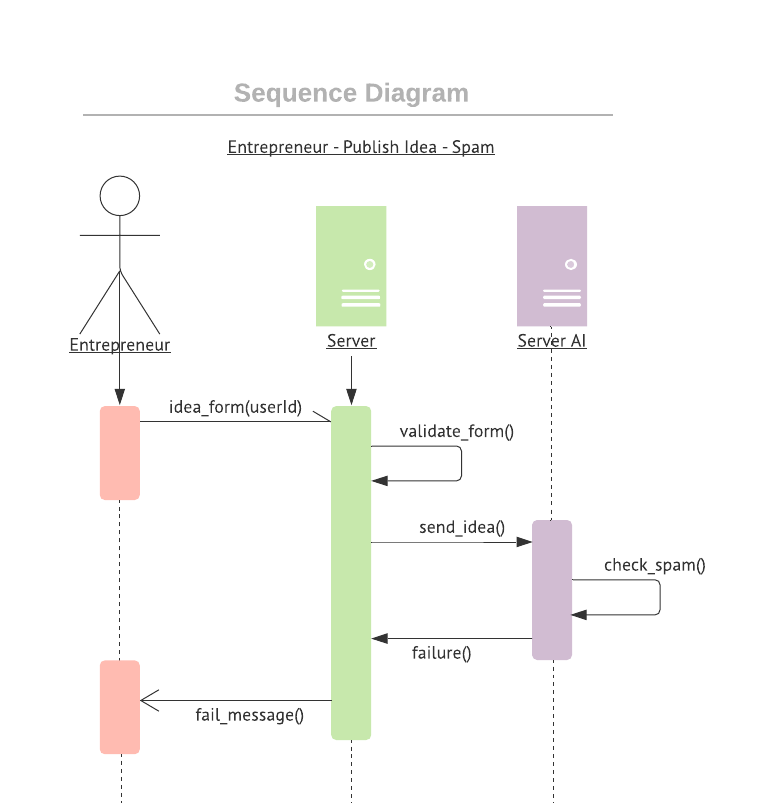 Sequence Diagram
Entrepreneur - Publish Idea - Spam
Entrepreneur
Server
Server AI
idea_form(userId)
validate_form()
send_idea()
check_spam()
failure()
fail_message()